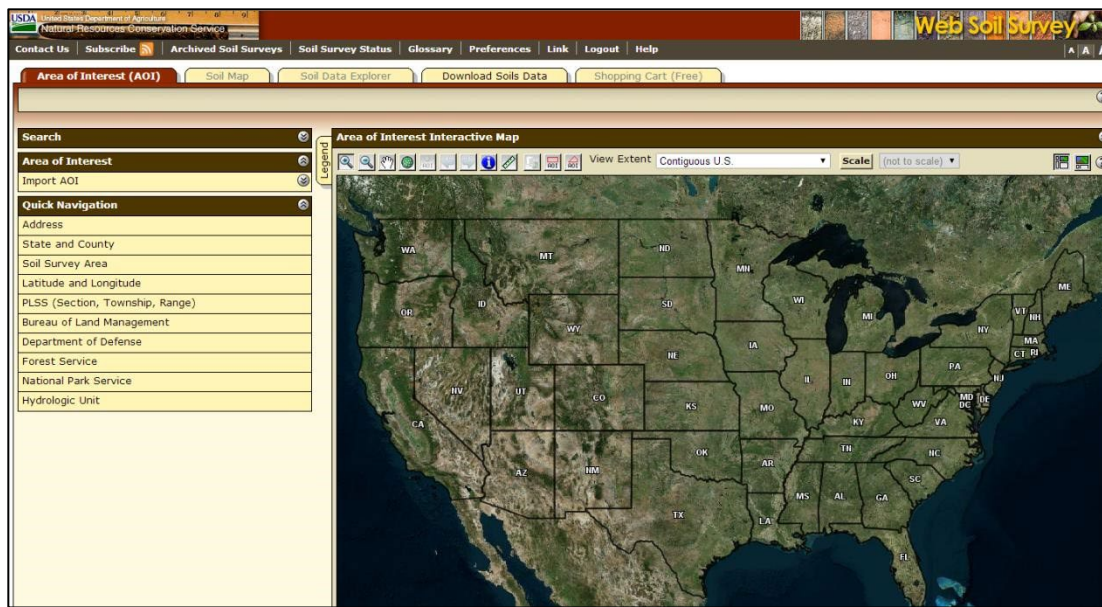 USDA United States Department of Agriculture
Natural Resources Conservation Service
Web Soil Survey
Contact Us Subscribe Archived Soil Surveys Soil Survey Status Glossary Preferences Link Logout Help
A A
Area of Interest (AOI) Soil Map Soil Data Explorer Download Soils Data Shopping Cart (Free)
Search
Area of Interest
Import AOI
Quick Navigation
Address
State and County
Soil Survey Area
Latitude and Longitude
PLSS (Section, Township, Range)
Bureau of Land Management
Department of Defense
Forest Service
National Park Service
Hydrologic Unit
Legend
Area of Interest Interactive Map
AOI AOI View Extent Contiguous U.S. Scale (not to scale)
WA MT ND MN ME
OR ID SD WI MI VT NH
WY NY MA
CT RI
NV UT NE IA PA NJ
IL IN OH
CA CO KS MO WV MD DE
DC
KY VA
AZ NM OK AR TN NC
SC
TX MS AL GA
LA
FL